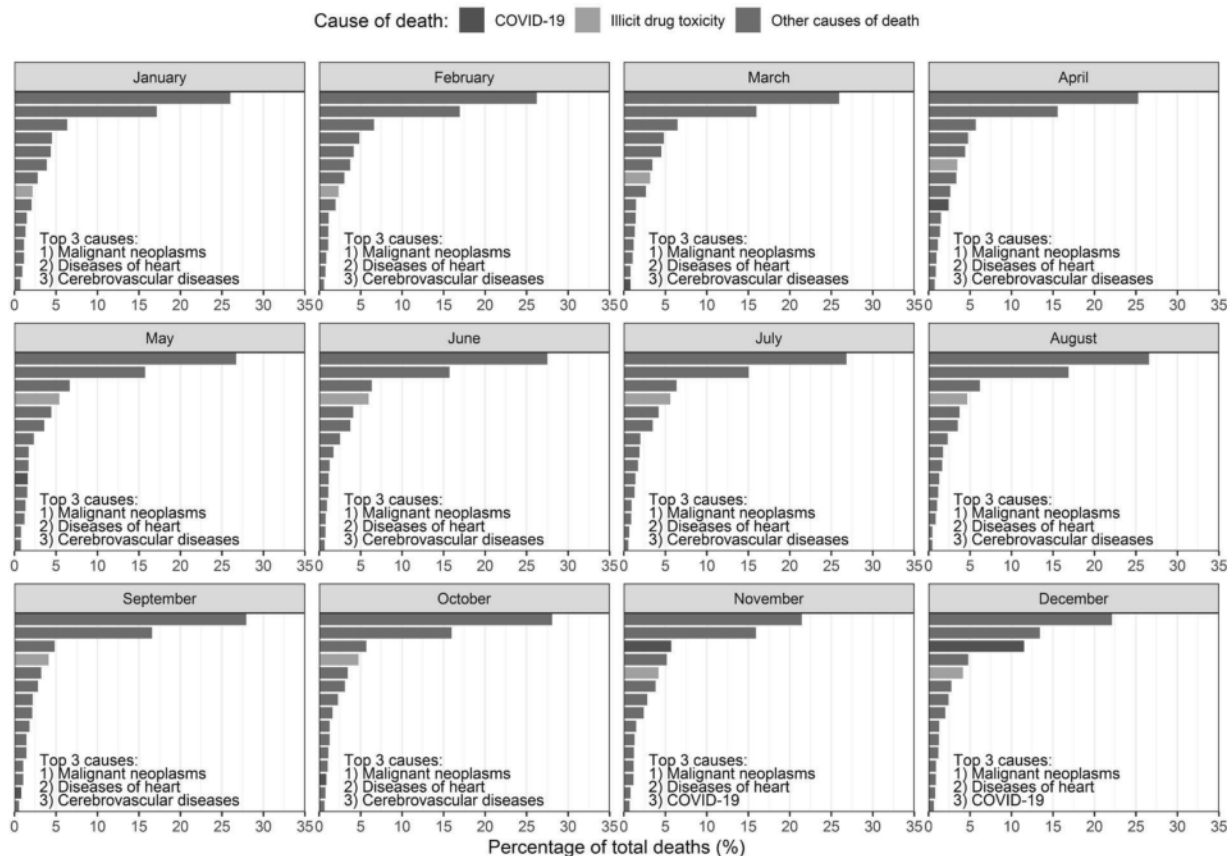 Cause of death: COVID-19 Illicit drug toxicity Other causes of death
January February March April
Top 3 causes: Top 3 causes: Top 3 causes: Top 3 causes:
1) Malignant neoplasms 1) Malignant neoplasms 1) Malignant neoplasms 1) Malignant neoplasms
2) Diseases of heart 2) Diseases of heart 2) Diseases of heart 2) Diseases of heart
3) Cerebrovascular diseases 3) Cerebrovascular diseases 3) Cerebrovascular diseases 3) Cerebrovascular diseases
0 5 10 15 20 25 30 35 5 10 15 20 25 30 35 5 10 15 20 25 30 35 5 10 15 20 25 30 35
May June July August
Top 3 causes: Top 3 causes: Top 3 causes: Top 3 causes:
1) Malignant neoplasms 1) Malignant neoplasms 1) Malignant neoplasms 1) Malignant neoplasms
2) Diseases of heart 2) Diseases of heart 2) Diseases of heart 2) Diseases of heart
3) Cerebrovascular diseases 3) Cerebrovascular diseases 3) Cerebrovascular diseases 3) Cerebrovascular diseases
0 5 10 15 20 25 30 35 5 10 15 20 25 30 35 5 10 15 20 25 30 35 5 10 15 20 25 30 35
September October November December
Top 3 causes: Top 3 causes: Top 3 causes: Top 3 causes:
1) Malignant neoplasms 1) Malignant neoplasms 1) Malignant neoplasms 1) Malignant neoplasms
2) Diseases of heart 2) Diseases of heart 2) Diseases of heart 2) Diseases of heart
3) Cerebrovascular diseases 3) Cerebrovascular diseases 3) COVID-19 3) COVID-19
0 5 10 15 20 25 30 35 5 10 15 20 25 30 35 5 10 15 20 25 30 35 5 10 15 20 25 30 35
Percentage of total deaths (%)